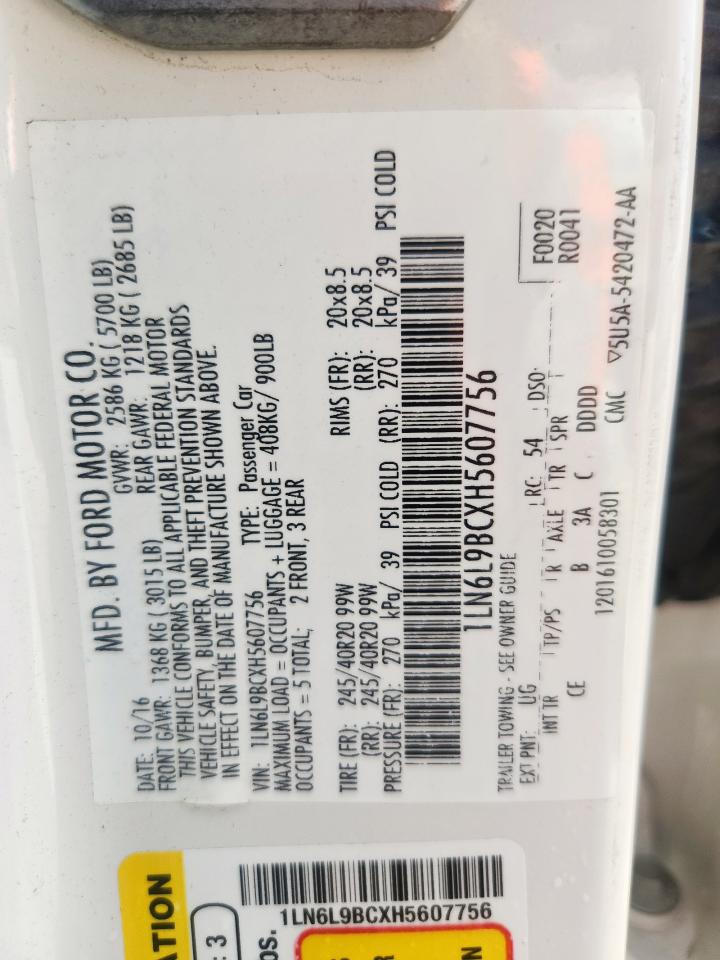 MFD. BY FORD MOTOR CO.
DATE: 10/16 GVWR: 2586 KG ( 5700 LB)
FRONT GAWR: 1368 KG ( 3015 LB) REAR GAWR: 1218 KG ( 2685 LB)
THIS VEHICLE CONFORMS TO ALL APPLICABLE FEDERAL MOTOR
VEHICLE SAFETY, BUMPER, AND THEFT PREVENTION STANDARDS
IN EFFECT ON THE DATE OF MANUFACTURE SHOWN ABOVE.
VIN: 1LN6L9BCXH5607756 TYPE: Passenger Car
MAXIMUM LOAD = OCCUPANTS + LUGGAGE = 408KG/ 900LB
OCCUPANTS = 5 TOTAL; 2 FRONT, 3 REAR
TIRE (FR): 245/40R20 99W RIMS (FR): 20x8.5
(RR): 245/40R20 99W (RR): 20x8.5
PRESSURE (FR): 270 kPa/ 39 PSI COLD (RR): 270 kPa/ 39 PSI COLD
1LN6L9BCXH5607756
TRAILER TOWING - SEE OWNER GUIDE
EXT PNT: UG RC: 54 DSO: F0020
INT TR TP/PS R AXLE TR SPR R0041
CE B 3A C DDDD
1201610058301 CMC ▽5U5A-5420472-AA
ATION
: 3
OS.
1LN6L9BCXH5607756